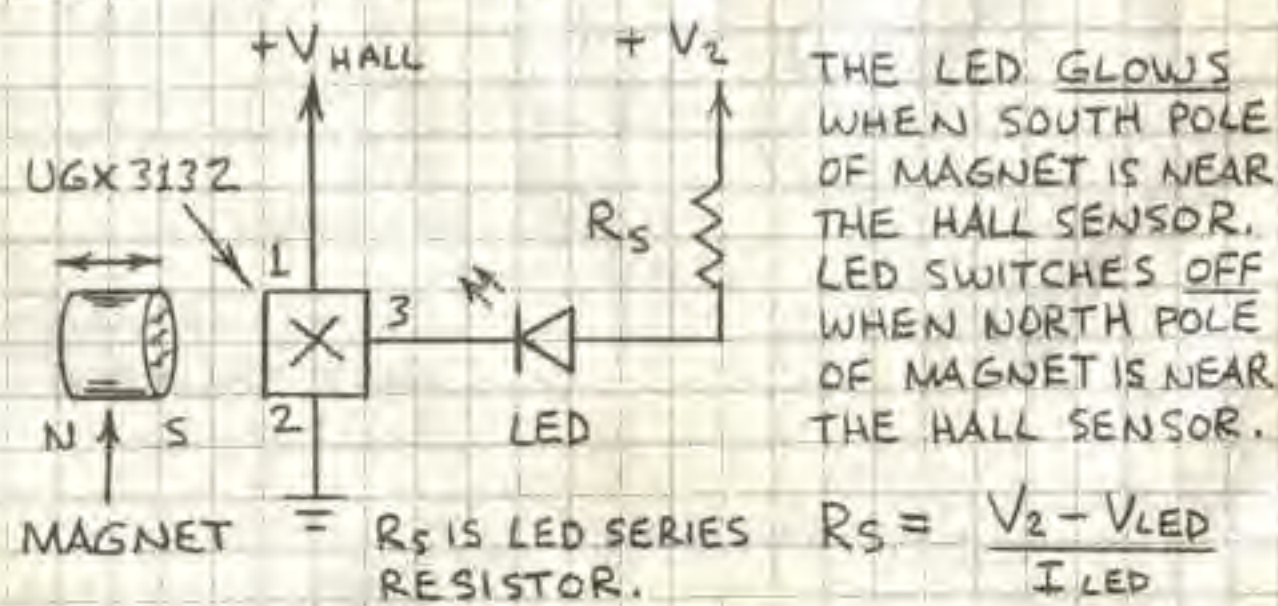 +V HALL
+ V2
UGX 3132
1
3
2
RS
LED
N S
MAGNET
RS IS LED SERIES
RESISTOR.
THE LED GLOWS
WHEN SOUTH POLE
OF MAGNET IS NEAR
THE HALL SENSOR.
LED SWITCHES OFF
WHEN NORTH POLE
OF MAGNET IS NEAR
THE HALL SENSOR.
RS = V2 - VLED
I LED